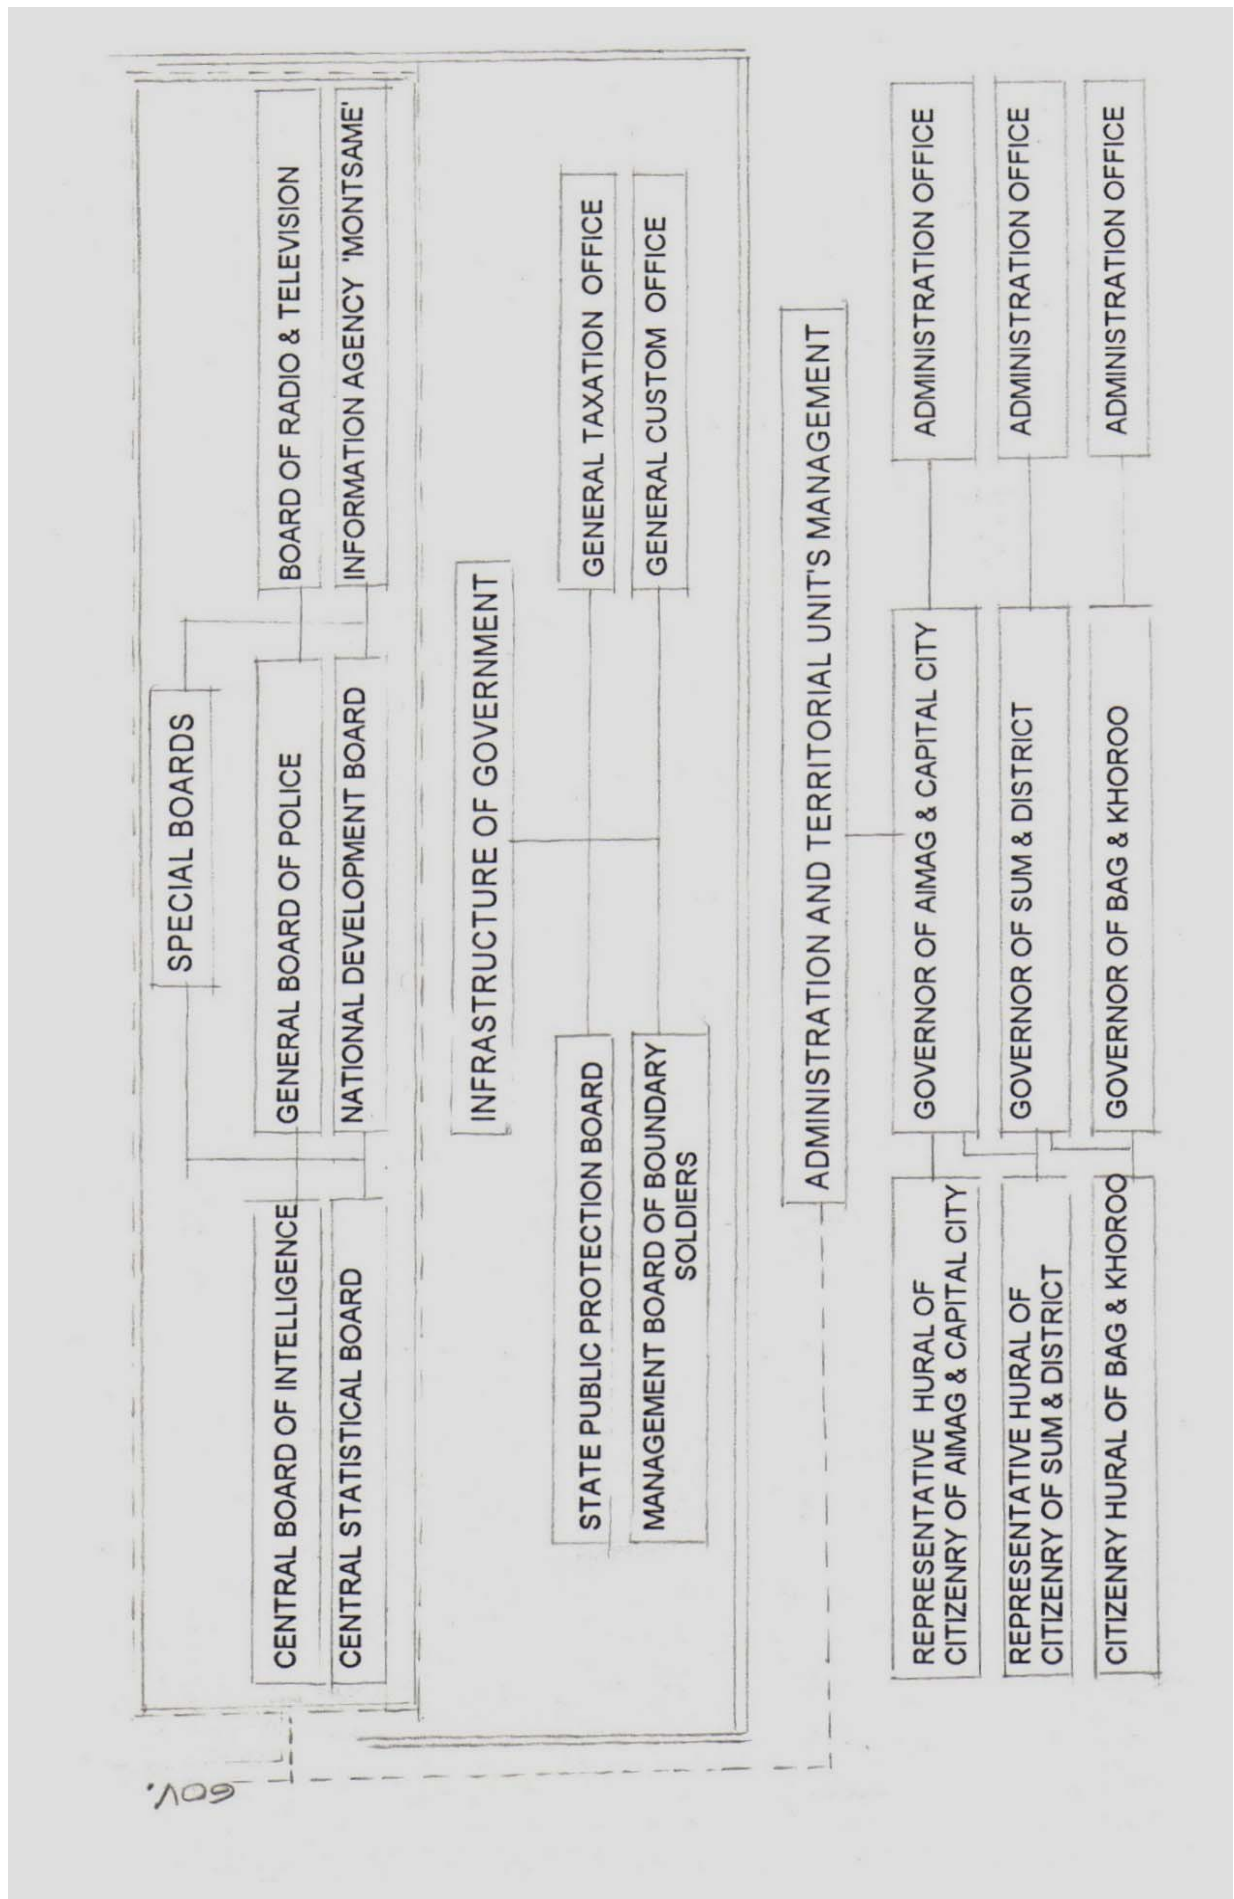 GOV.
SPECIAL BOARDS
CENTRAL BOARD OF INTELLIGENCE
GENERAL BOARD OF POLICE
BOARD OF RADIO & TELEVISION
CENTRAL STATISTICAL BOARD
NATIONAL DEVELOPMENT BOARD
INFORMATION AGENCY 'MONTSAME'
INFRASTRUCTURE OF GOVERNMENT
STATE PUBLIC PROTECTION BOARD
GENERAL TAXATION OFFICE
MANAGEMENT BOARD OF BOUNDARY
SOLDIERS
GENERAL CUSTOM OFFICE
ADMINISTRATION AND TERRITORIAL UNIT'S MANAGEMENT
REPRESENTATIVE HURAL OF
CITIZENRY OF AIMAG & CAPITAL CITY
GOVERNOR OF AIMAG & CAPITAL CITY
ADMINISTRATION OFFICE
REPRESENTATIVE HURAL OF
CITIZENRY OF SUM & DISTRICT
GOVERNOR OF SUM & DISTRICT
ADMINISTRATION OFFICE
CITIZENRY HURAL OF BAG & KHOROO
GOVERNOR OF BAG & KHOROO
ADMINISTRATION OFFICE